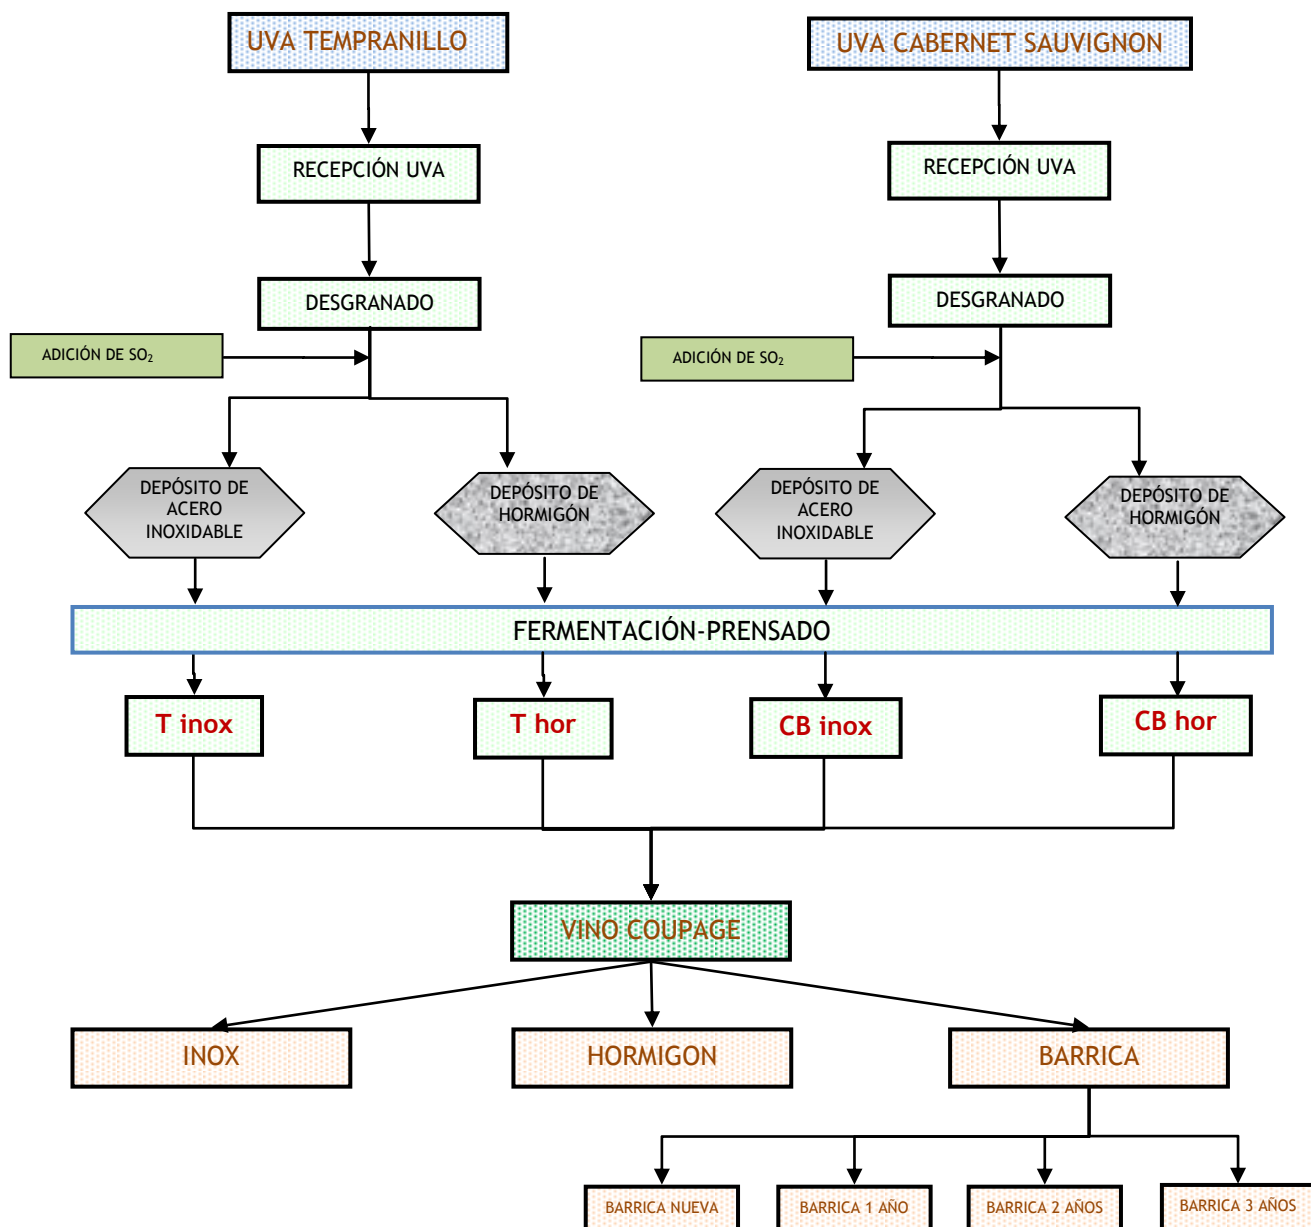 UVA TEMPRANILLO
UVA CABERNET SAUVIGNON
RECEPCIÓN UVA
RECEPCIÓN UVA
DESGRANADO
DESGRANADO
ADICIÓN DE SO₂
ADICIÓN DE SO₂
DEPÓSITO DE
ACERO
INOXIDABLE
DEPÓSITO DE
HORMIGÓN
DEPÓSITO DE
ACERO
INOXIDABLE
DEPÓSITO DE
HORMIGÓN
FERMENTACIÓN-PRENSADO
T inox
T hor
CB inox
CB hor
VINO COUPAGE
INOX
HORMIGON
BARRICA
BARRICA NUEVA
BARRICA 1 AÑO
BARRICA 2 AÑOS
BARRICA 3 AÑOS